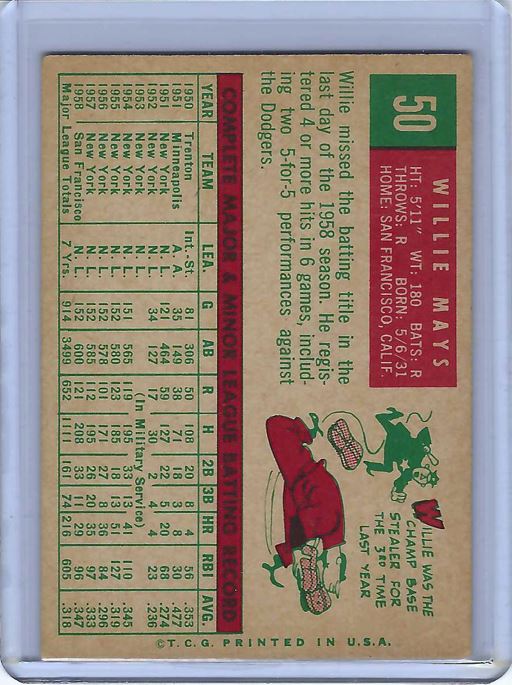 50
WILLIE MAYS
HT: 5'11" WT: 180 BATS: R
THROWS: R BORN: 5/6/31
HOME: SAN FRANCISCO, CALIF.
Willie missed the batting title in the
last day of the 1958 season. He regis-
tered 4 or more hits in 6 games, includ-
ing two 5-for-5 performances against
the Dodgers.
WILLIE WAS THE
CHAMP BASE
STEALER FOR
THE 3RD TIME
LAST YEAR
COMPLETE MAJOR & MINOR LEAGUE BATTING RECORD
YEAR TEAM LEA. G AB R H 2B 3B HR RBI AVG.
1950 Trenton Int.-St 81 306 50 108 20 8 4 56 .353
1951 Minneapolis A. A. 35 149 38 71 18 3 8 30 .477
1951 New York N. L. 121 464 59 127 22 5 20 68 .274
1952 New York N. L. 34 127 17 30 2 4 4 23 .236
1953 New York N. L. (In Military Service)
1954 New York N. L. 151 565 119 195 33 13 41 110 .345
1955 New York N. L. 152 580 123 185 18 13 51 127 .319
1956 New York N. L. 152 578 101 171 27 8 36 84 .296
1957 New York N. L. 152 585 112 195 26 20 35 97 .333
1958 San Francisco N. L. 152 600 121 208 33 11 29 96 .347
Major League Totals 7 Yrs. 914 3499 652 1111 161 74 216 605 .316
©T.C.G. PRINTED IN U.S.A.